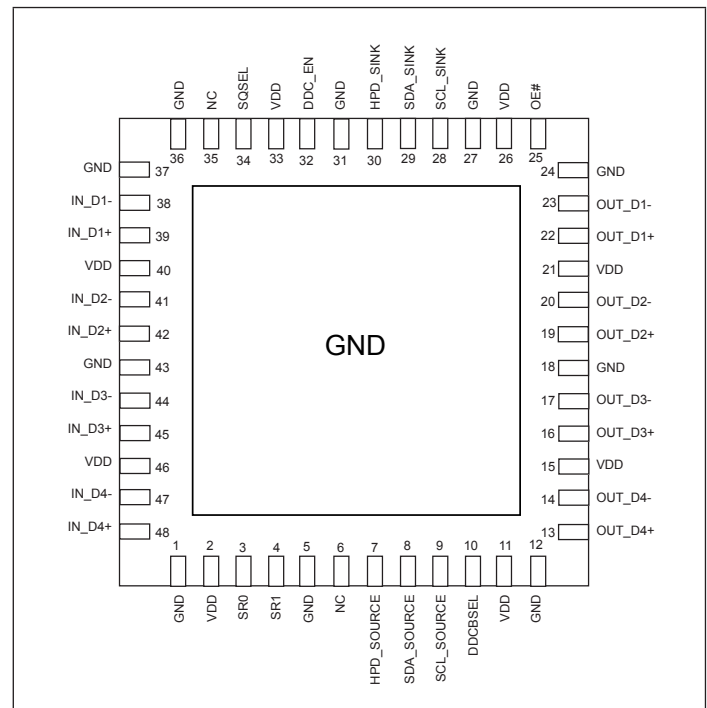 GND NC SQSEL VDD DDC_EN GND HPD_SINK SDA_SINK SCL_SINK GND VDD OE#
36 35 34 33 32 31 30 29 28 27 26 25
GND 37 24 GND
IN_D1- 38 23 OUT_D1-
IN_D1+ 39 22 OUT_D1+
VDD 40 21 VDD
IN_D2- 41 20 OUT_D2-
IN_D2+ 42 19 OUT_D2+
GND
GND 43 18 GND
IN_D3- 44 17 OUT_D3-
IN_D3+ 45 16 OUT_D3+
VDD 46 15 VDD
IN_D4- 47 14 OUT_D4-
IN_D4+ 48 13 OUT_D4+
1 2 3 4 5 6 7 8 9 10 11 12
GND VDD SR0 SR1 GND NC HPD_SOURCE SDA_SOURCE SCL_SOURCE DDCBSEL VDD GND